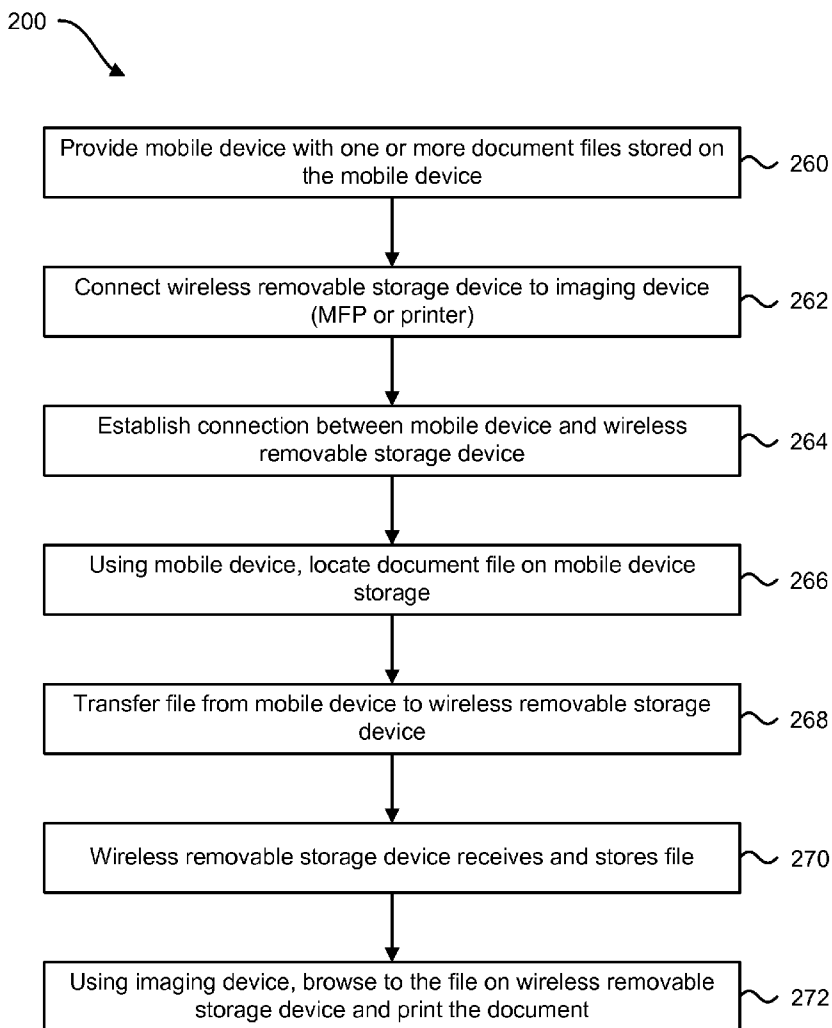 200
Provide mobile device with one or more document files stored on
the mobile device
260
Connect wireless removable storage device to imaging device
(MFP or printer)
262
Establish connection between mobile device and wireless
removable storage device
264
Using mobile device, locate document file on mobile device
storage
266
Transfer file from mobile device to wireless removable storage
device
268
Wireless removable storage device receives and stores file
270
Using imaging device, browse to the file on wireless removable
storage device and print the document
272